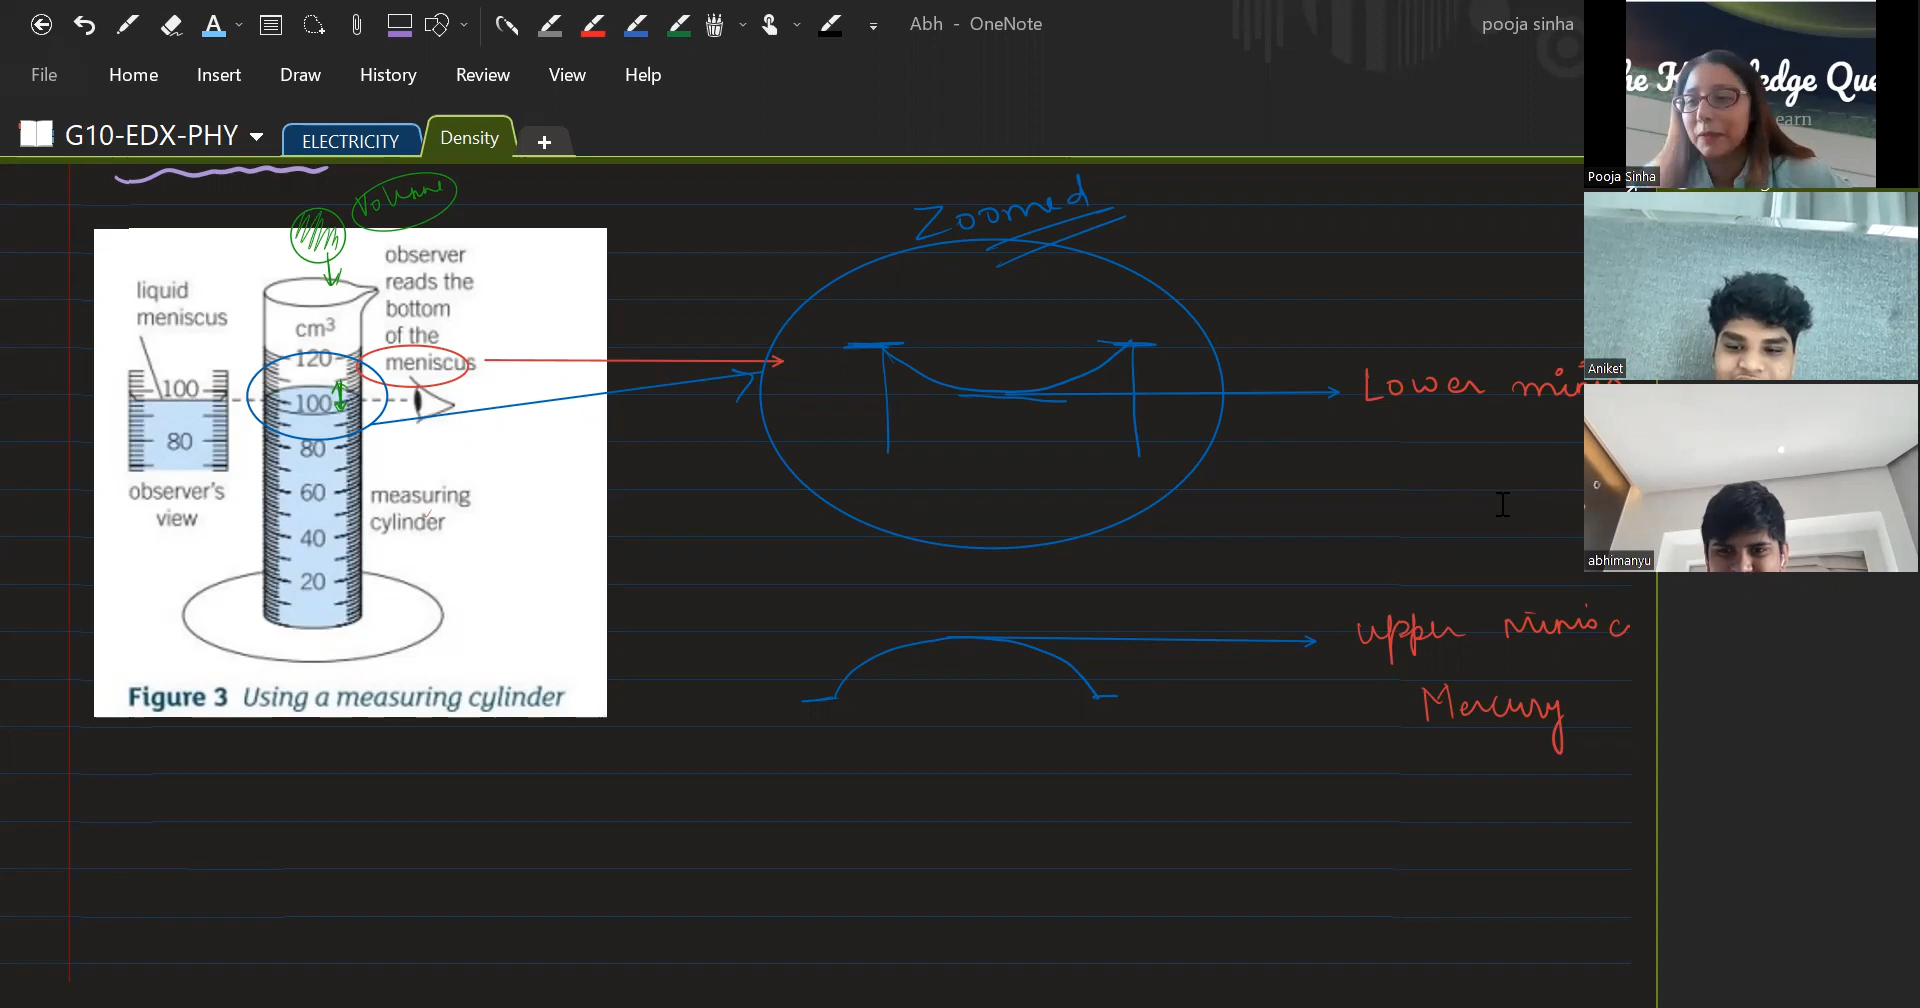 Abh - OneNote
pooja sinha
File Home Insert Draw History Review View Help
G10-EDX-PHY
ELECTRICITY
Density
Pooja Sinha
Aniket
abhimanyu
earn
Volume
liquid
meniscus
observer
reads the
bottom
of the
meniscus
cm³
120
100
80
60
40
20
100
80
observer's
view
measuring
cylinder
Figure 3 Using a measuring cylinder
Zoomed
Lower
upper
Mercury